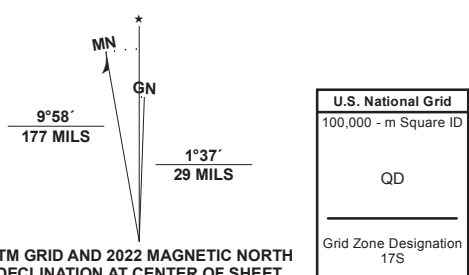 ★
MN
GN
9°58´
177 MILS
1°37´
29 MILS
TM GRID AND 2022 MAGNETIC NORTH
DECLINATION AT CENTER OF SHEET
U.S. National Grid
100,000 - m Square ID
QD
Grid Zone Designation
17S